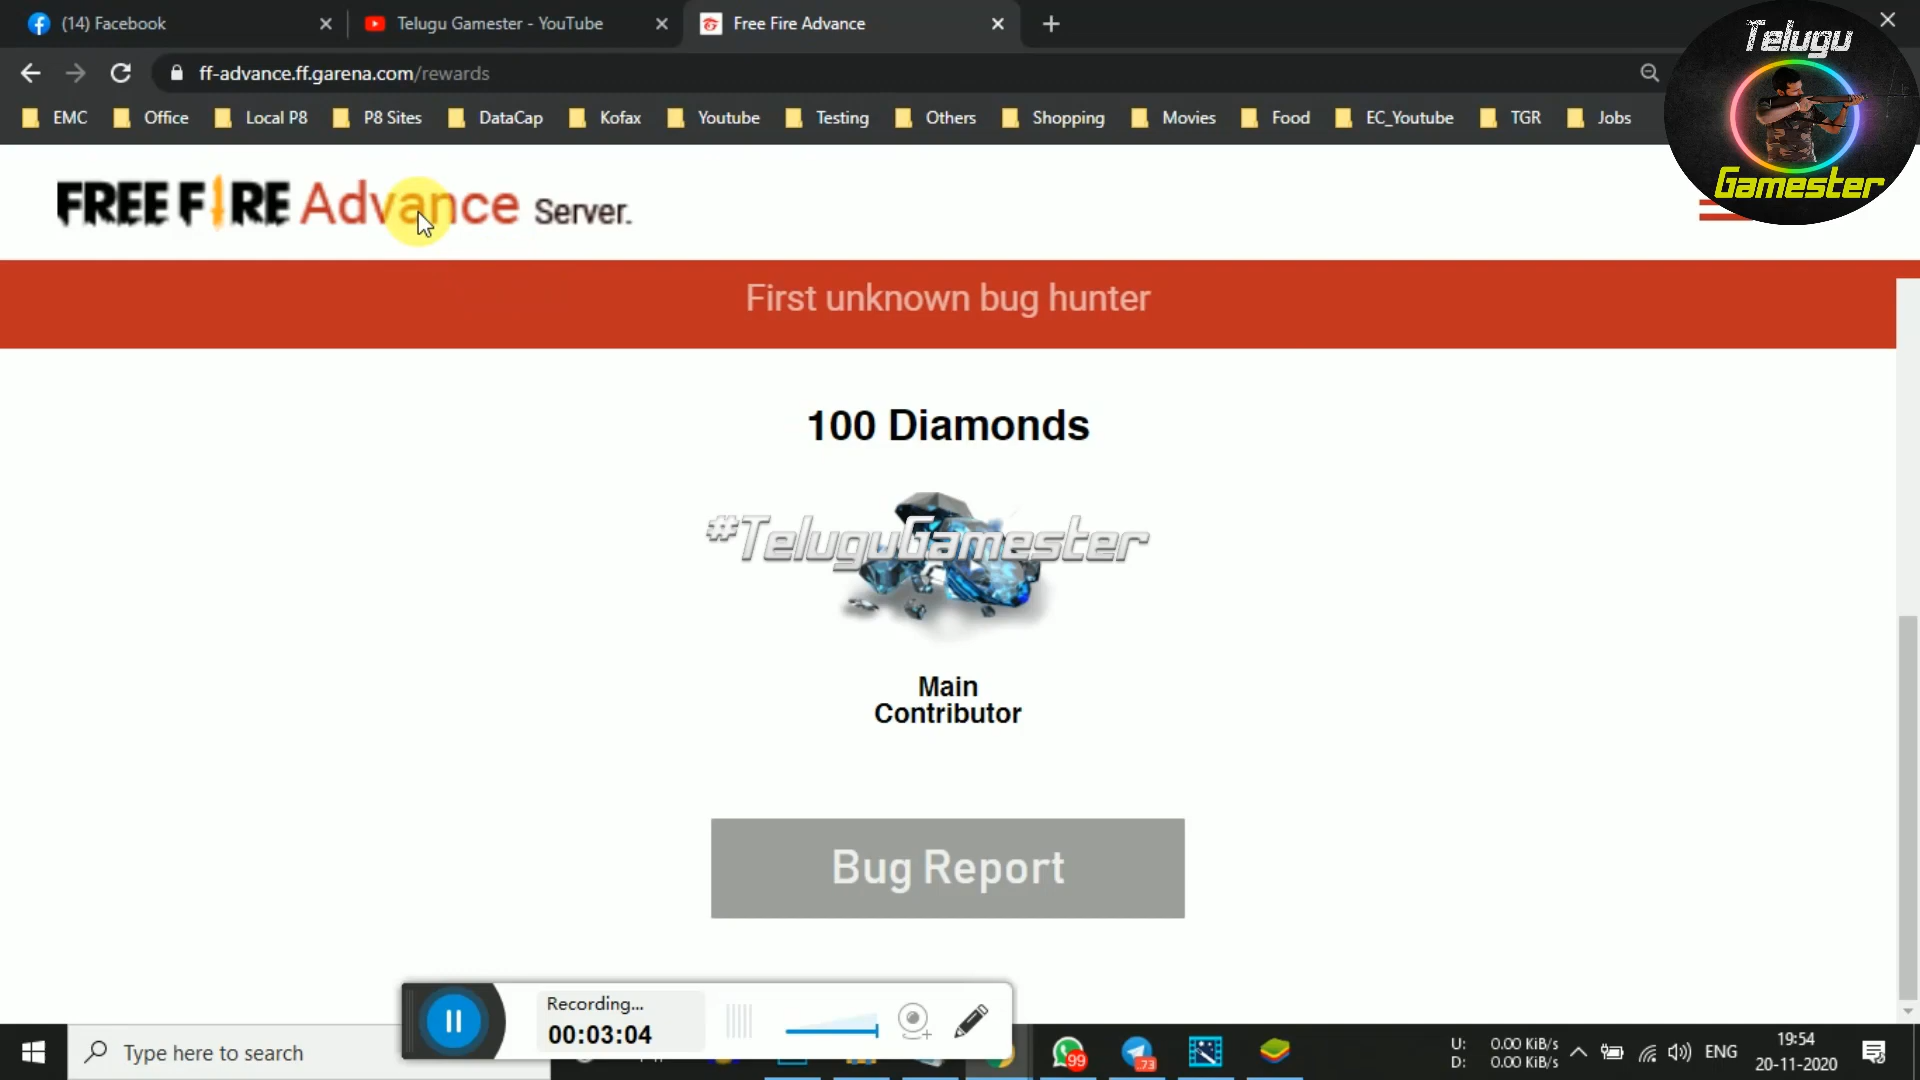 (14) Facebook
Telugu Gamester - YouTube
Free Fire Advance
Telugu
Gamester
ff-advance.ff.garena.com/rewards
EMC
Office
Local P8
P8 Sites
DataCap
Kofax
Youtube
Testing
Others
Shopping
Movies
Food
EC_Youtube
TGR
Jobs
FREE FIRE Advance Server.
First unknown bug hunter
100 Diamonds
#TeluguGamester
Main
Contributor
Bug Report
Recording...
00:03:04
Type here to search
99
73
U: 0.00 KiB/s
D: 0.00 KiB/s
ENG
19:54
20-11-2020